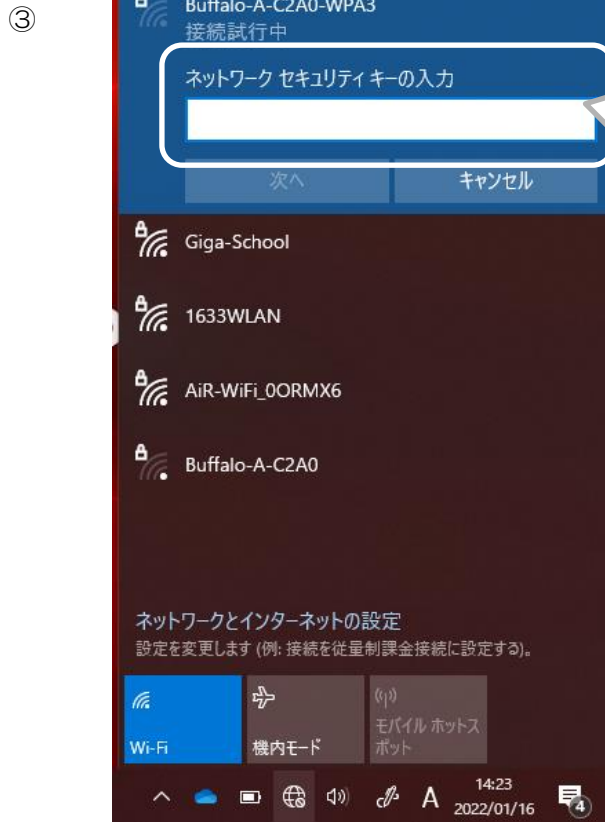 ③
Buffalo-A-C2A0-WPA3
接続試行中
ネットワーク セキュリティ キーの入力
次へ
キャンセル
Giga-School
1633WLAN
AiR-WiFi_0ORMX6
Buffalo-A-C2A0
ネットワークとインターネットの設定
設定を変更します (例: 接続を従量制課金接続に設定する)。
Wi-Fi
機内モード
モバイル ホットス
ポット
A
14:23
2022/01/16
4